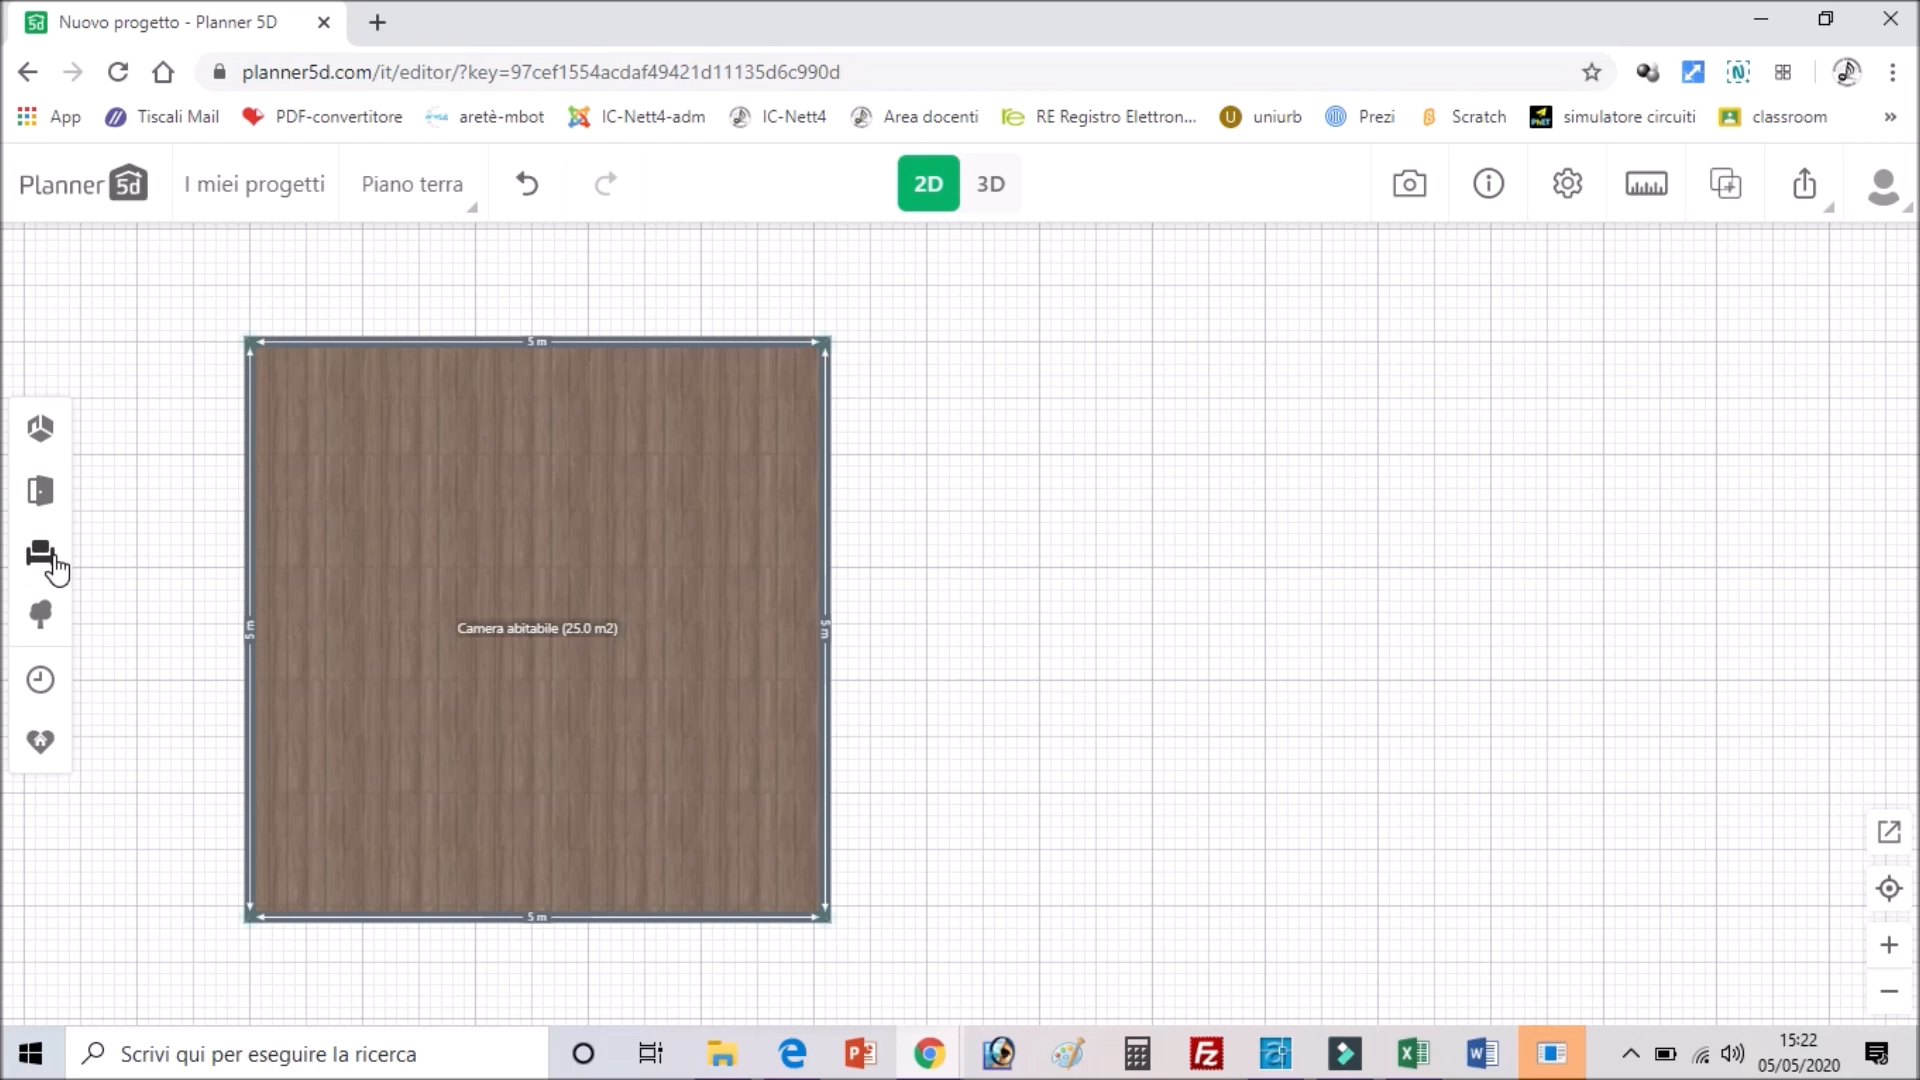 Nuovo progetto - Planner 5D
planner5d.com/it/editor/?key=97cef1554acdaf49421d11135d6c990d
App Tiscali Mail PDF-convertitore aretè-mbot IC-Nett4-adm IC-Nett4 Area docenti RE Registro Elettron... uniurb Prezi Scratch simulatore circuiti classroom »
Planner 5d I miei progetti Piano terra 2D 3D
5 m
5 m
5 m
Camera abitabile (25.0 m2)
5 m
Scrivi qui per eseguire la ricerca
15:22
05/05/2020